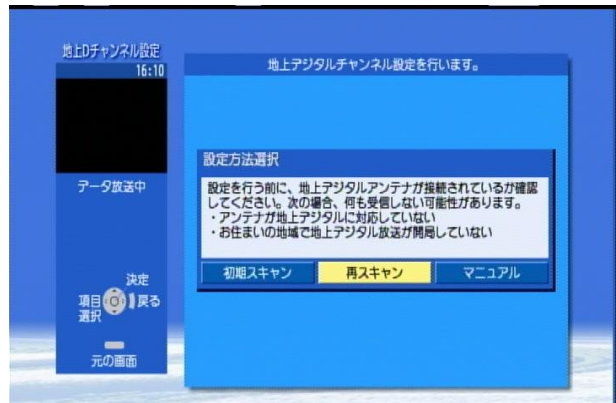 地上Dチャンネル設定
16:10
地上デジタルチャンネル設定を行います。
データ放送中
設定方法選択
設定を行う前に、地上デジタルアンテナが接続されているか確認
してください。次の場合、何も受信しない可能性があります。
・アンテナが地上デジタルに対応していない
・お住まいの地域で地上デジタル放送が開局していない
初期スキャン
再スキャン
マニュアル
決定
項目
選択
戻る
元の画面